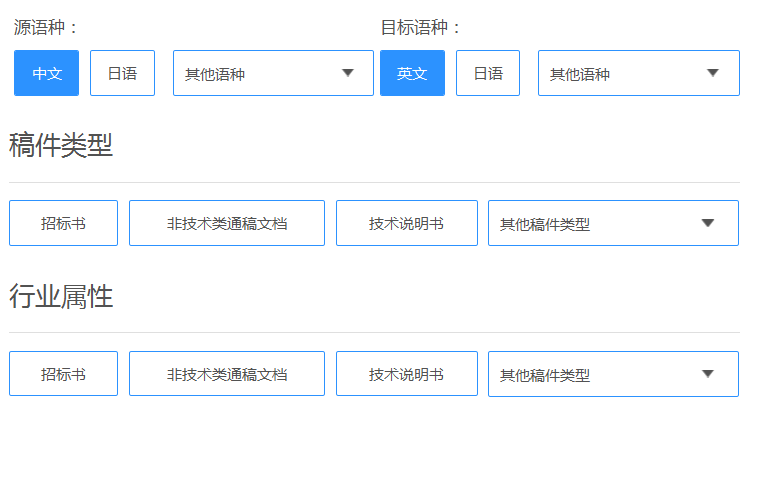 源语种： 目标语种：
中文 日语 其他语种 英文 日语 其他语种
稿件类型
招标书 非技术类通稿文档 技术说明书 其他稿件类型
行业属性
招标书 非技术类通稿文档 技术说明书 其他稿件类型